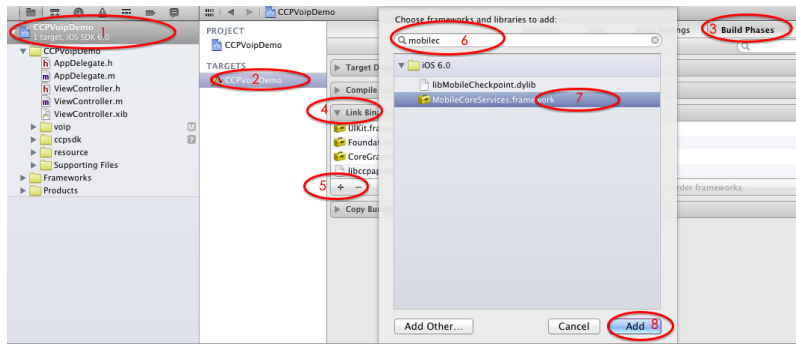 CCPVoipDemo
CCPVoipDemo
1 target, iOS SDK 6.0
1
CCPVoipDemo
AppDelegate.h
AppDelegate.m
ViewController.h
ViewController.m
ViewController.xib
voip
M
ccpsdk
?
resource
Supporting Files
Frameworks
Products
PROJECT
CCPVoipDemo
TARGETS
CCPVoipDemo
2
ngs
3
Build Phases
Target D
Compile
4
Link Bin
UIKit.fra
Foundat
CoreGra
libccpap
5
+ −
rder frameworks
Copy Bu
Choose frameworks and libraries to add:
mobilec
6
iOS 6.0
libMobileCheckpoint.dylib
MobileCoreServices.framework
7
Add Other...
Cancel
Add
8